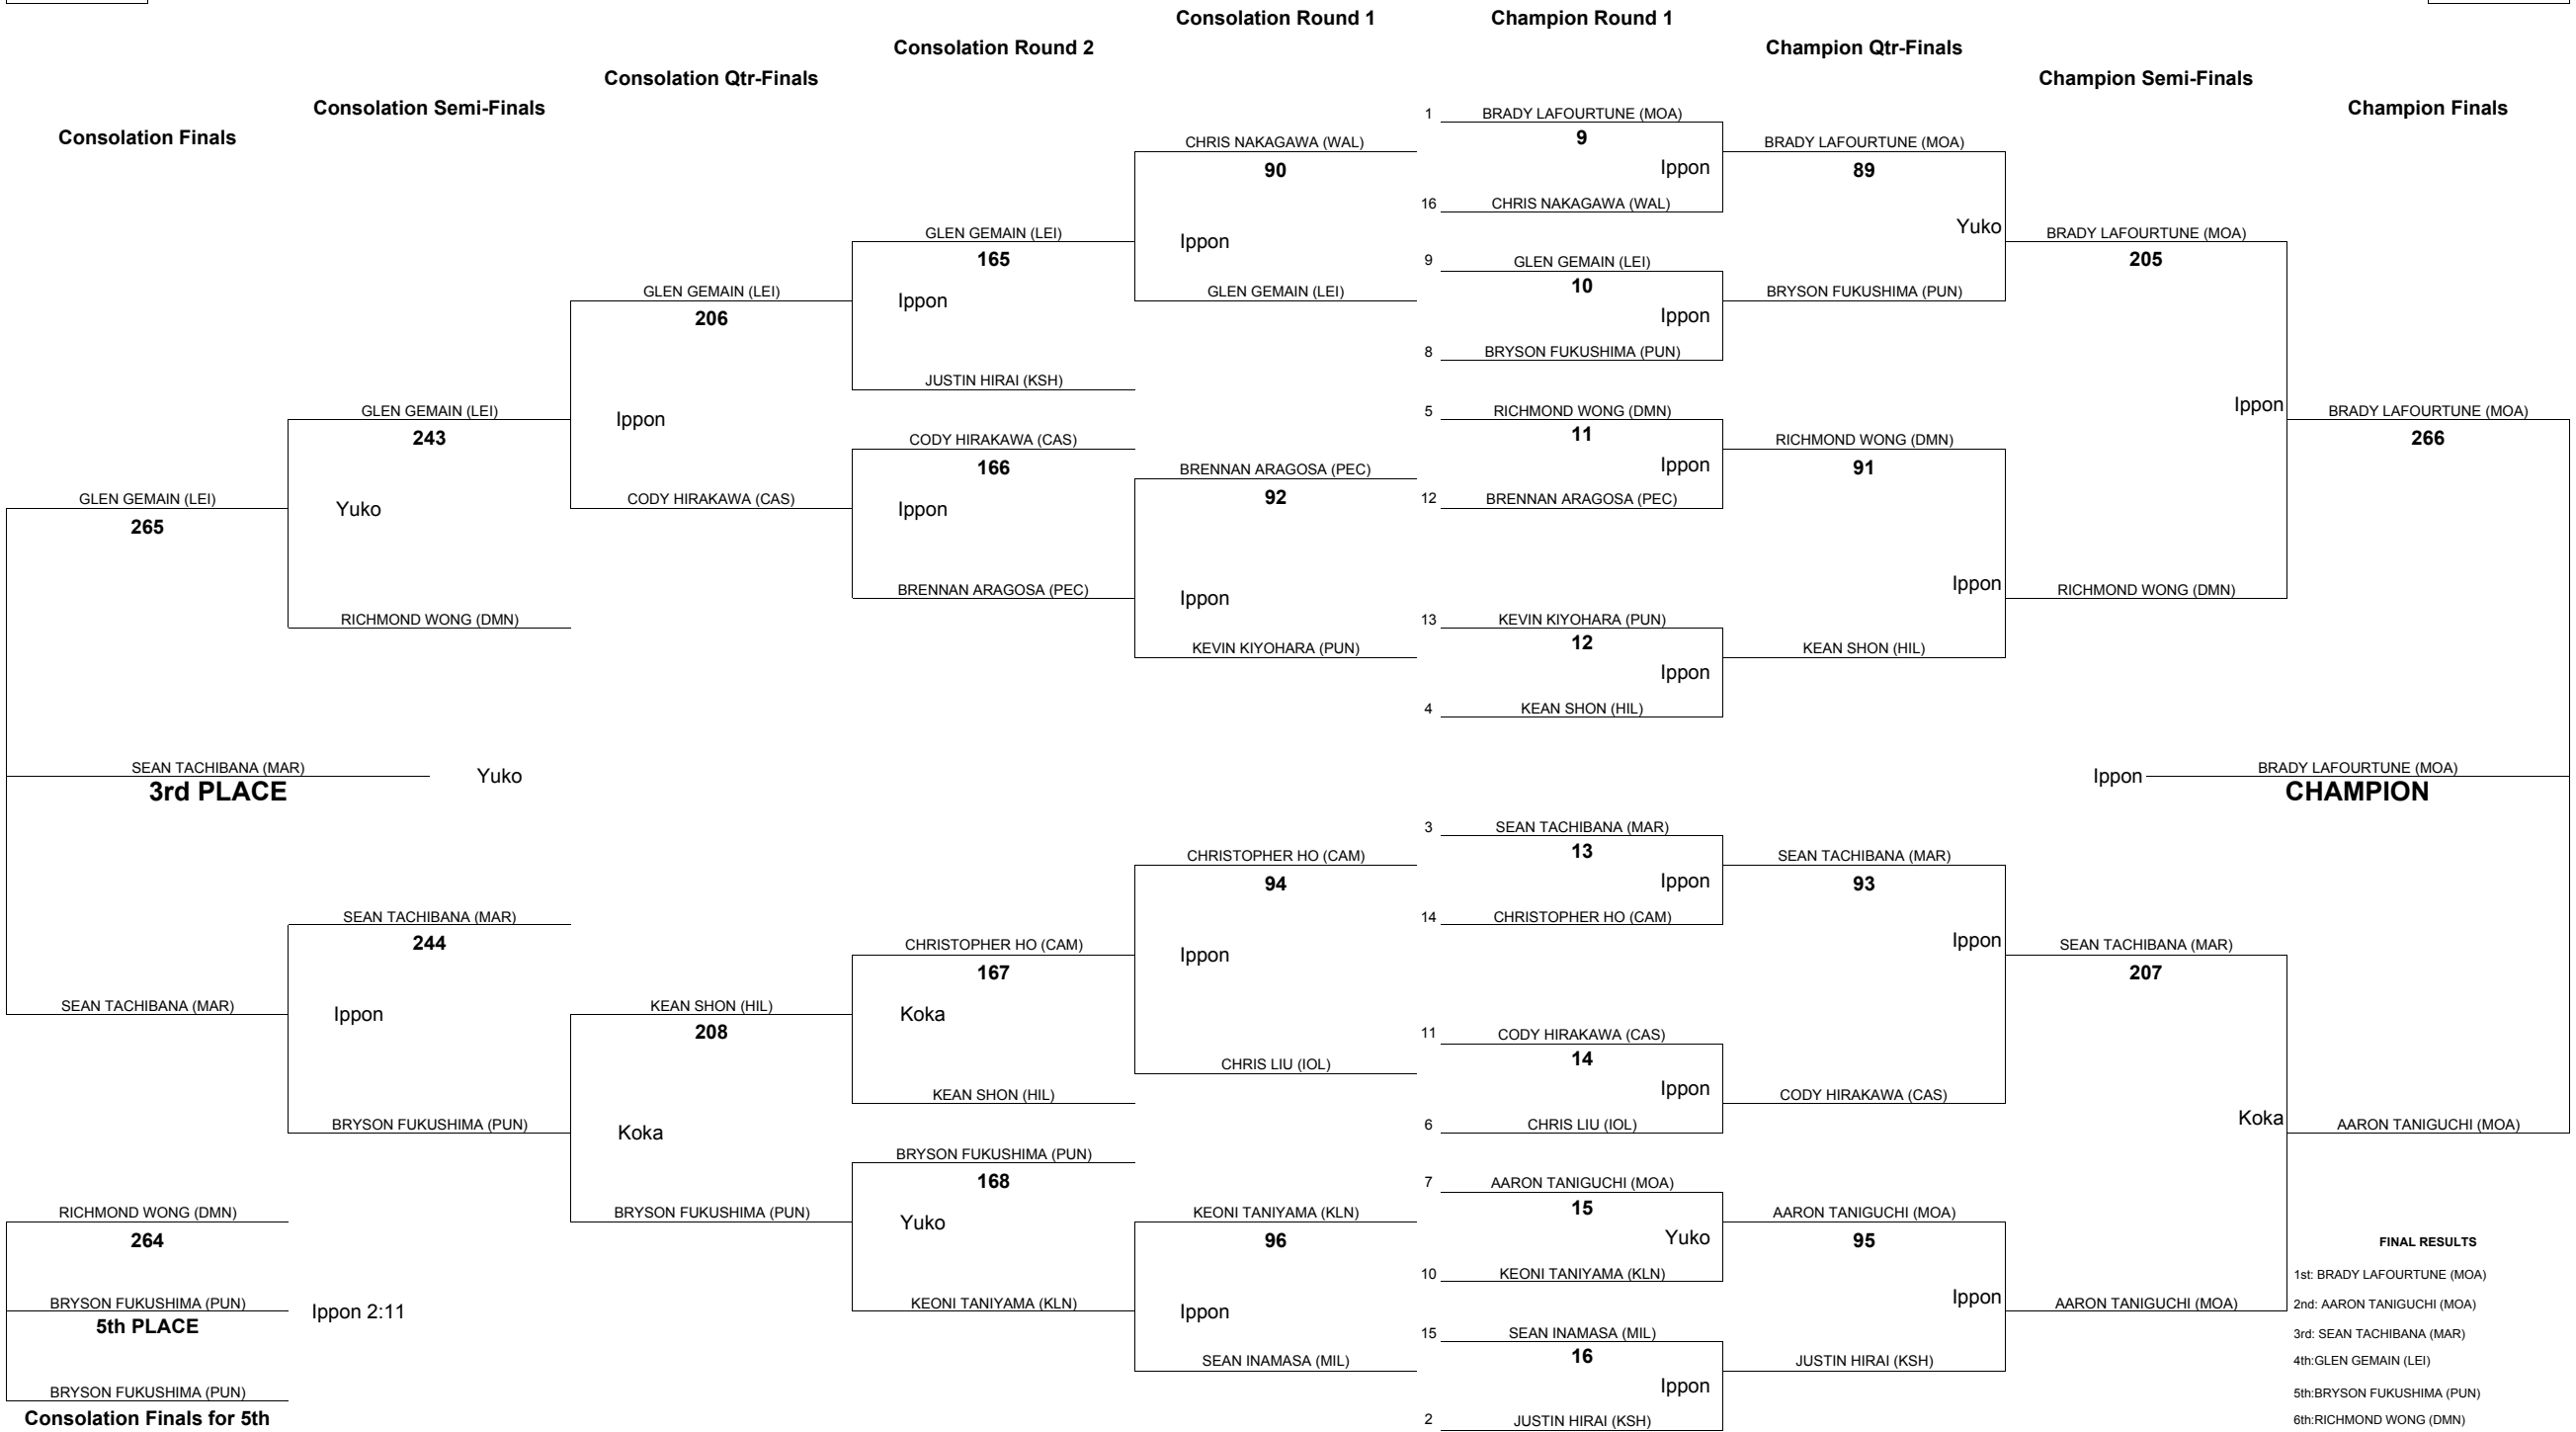 Consolation Round 1
Champion Round 1
Consolation Round 2
Champion Qtr-Finals
Consolation Qtr-Finals
Champion Semi-Finals
Consolation Semi-Finals
Champion Finals
Consolation Finals
GLEN GEMAIN (LEI)
265
SEAN TACHIBANA (MAR)
3rd PLACE
Yuko
SEAN TACHIBANA (MAR)
RICHMOND WONG (DMN)
264
BRYSON FUKUSHIMA (PUN)
5th PLACE
Ippon 2:11
BRYSON FUKUSHIMA (PUN)
Consolation Finals for 5th
GLEN GEMAIN (LEI)
243
Yuko
RICHMOND WONG (DMN)
SEAN TACHIBANA (MAR)
244
Ippon
BRYSON FUKUSHIMA (PUN)
GLEN GEMAIN (LEI)
206
Ippon
CODY HIRAKAWA (CAS)
KEAN SHON (HIL)
208
Koka
BRYSON FUKUSHIMA (PUN)
GLEN GEMAIN (LEI)
165
Ippon
JUSTIN HIRAI (KSH)
CODY HIRAKAWA (CAS)
166
Ippon
BRENNAN ARAGOSA (PEC)
CHRISTOPHER HO (CAM)
167
Koka
KEAN SHON (HIL)
BRYSON FUKUSHIMA (PUN)
168
Yuko
KEONI TANIYAMA (KLN)
CHRIS NAKAGAWA (WAL)
90
Ippon
GLEN GEMAIN (LEI)
BRENNAN ARAGOSA (PEC)
92
Ippon
KEVIN KIYOHARA (PUN)
CHRISTOPHER HO (CAM)
94
Ippon
CHRIS LIU (IOL)
KEONI TANIYAMA (KLN)
96
Ippon
SEAN INAMASA (MIL)
1 BRADY LAFOURTUNE (MOA)
9
Ippon
16 CHRIS NAKAGAWA (WAL)
9 GLEN GEMAIN (LEI)
10
Ippon
8 BRYSON FUKUSHIMA (PUN)
5 RICHMOND WONG (DMN)
11
Ippon
12 BRENNAN ARAGOSA (PEC)
13 KEVIN KIYOHARA (PUN)
12
Ippon
4 KEAN SHON (HIL)
3 SEAN TACHIBANA (MAR)
13
Ippon
14 CHRISTOPHER HO (CAM)
11 CODY HIRAKAWA (CAS)
14
Ippon
6 CHRIS LIU (IOL)
7 AARON TANIGUCHI (MOA)
15
Yuko
10 KEONI TANIYAMA (KLN)
15 SEAN INAMASA (MIL)
16
Ippon
2 JUSTIN HIRAI (KSH)
BRADY LAFOURTUNE (MOA)
89
Yuko
BRYSON FUKUSHIMA (PUN)
RICHMOND WONG (DMN)
91
Ippon
KEAN SHON (HIL)
SEAN TACHIBANA (MAR)
93
Ippon
CODY HIRAKAWA (CAS)
AARON TANIGUCHI (MOA)
95
Ippon
JUSTIN HIRAI (KSH)
BRADY LAFOURTUNE (MOA)
205
Ippon
RICHMOND WONG (DMN)
SEAN TACHIBANA (MAR)
207
Koka
AARON TANIGUCHI (MOA)
BRADY LAFOURTUNE (MOA)
266
Ippon
BRADY LAFOURTUNE (MOA)
CHAMPION
AARON TANIGUCHI (MOA)
FINAL RESULTS
1st: BRADY LAFOURTUNE (MOA)
2nd: AARON TANIGUCHI (MOA)
3rd: SEAN TACHIBANA (MAR)
4th:GLEN GEMAIN (LEI)
5th:BRYSON FUKUSHIMA (PUN)
6th:RICHMOND WONG (DMN)